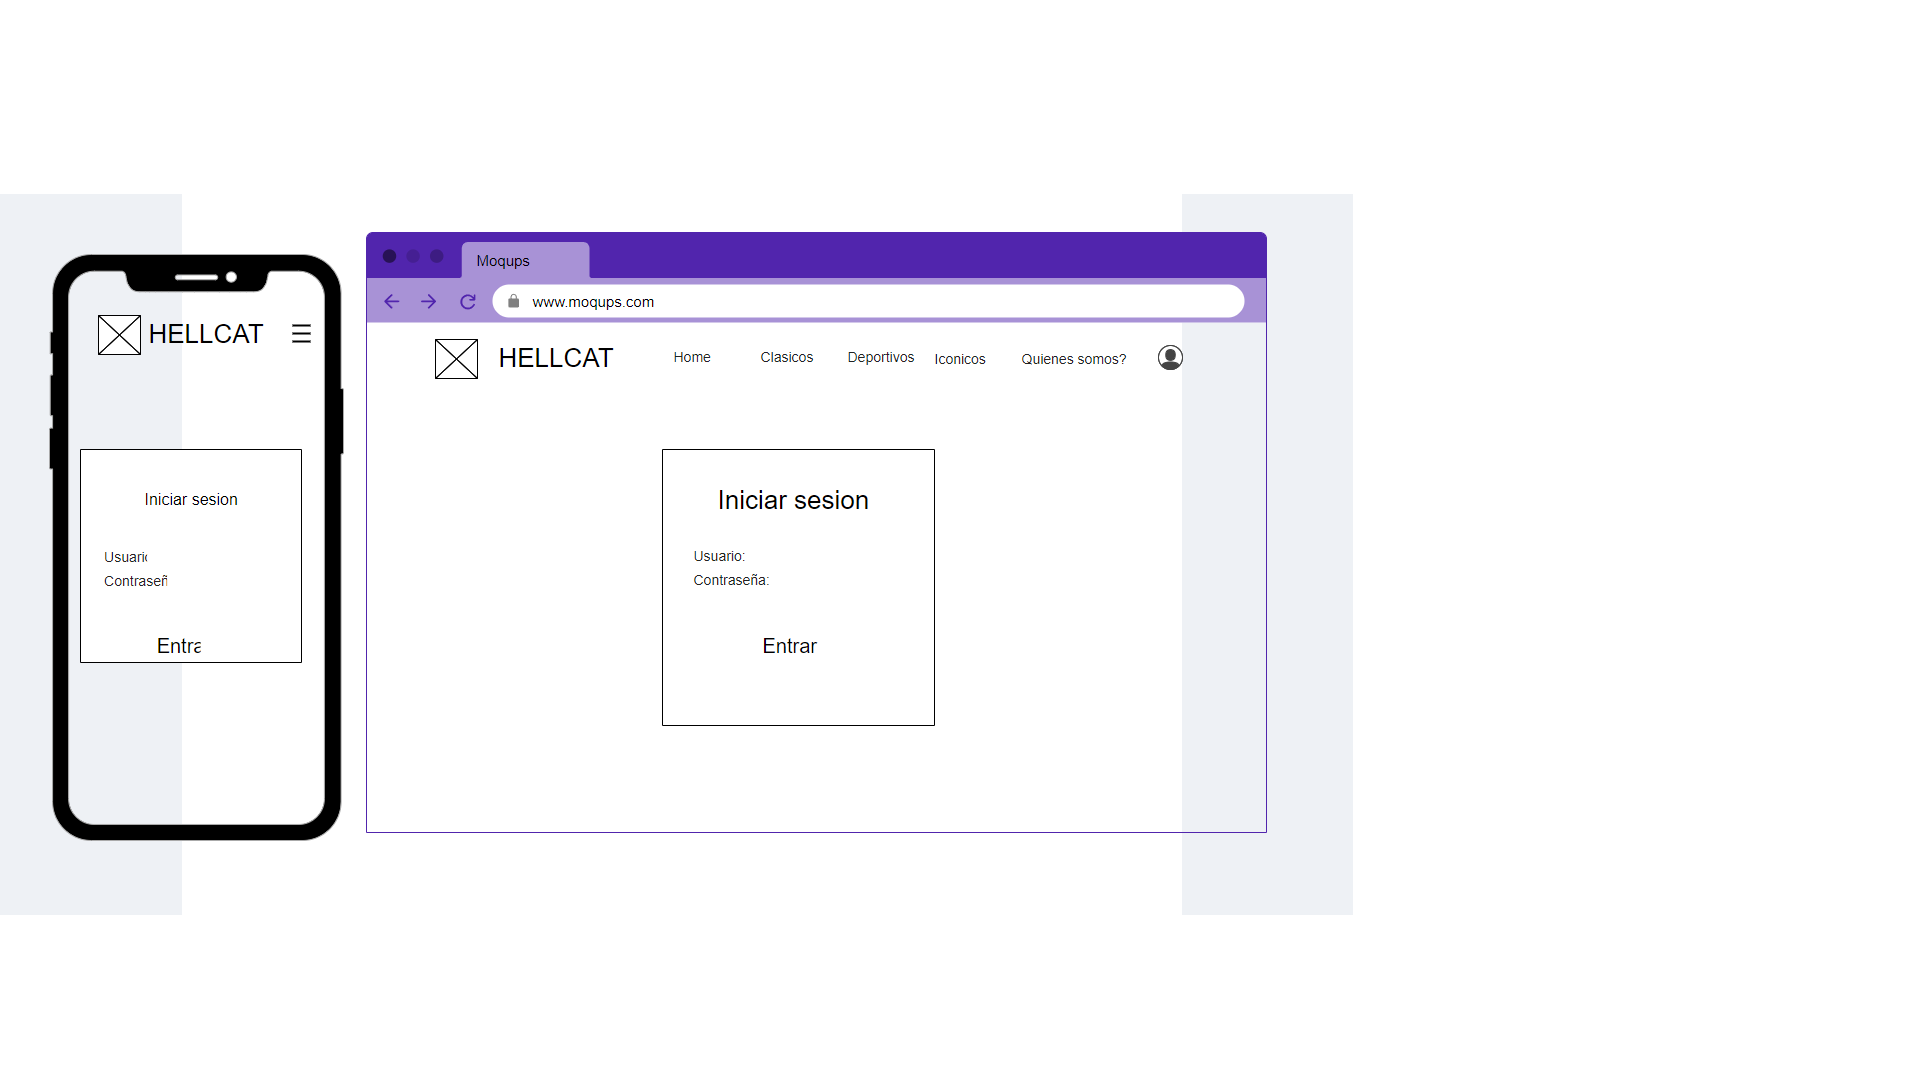 HELLCAT
Iniciar sesion
Usuari
Contraseñ
Entra
Moqups
www.moqups.com
HELLCAT
Home Clasicos Deportivos Iconicos Quienes somos?
Iniciar sesion
Usuario:
Contraseña:
Entrar